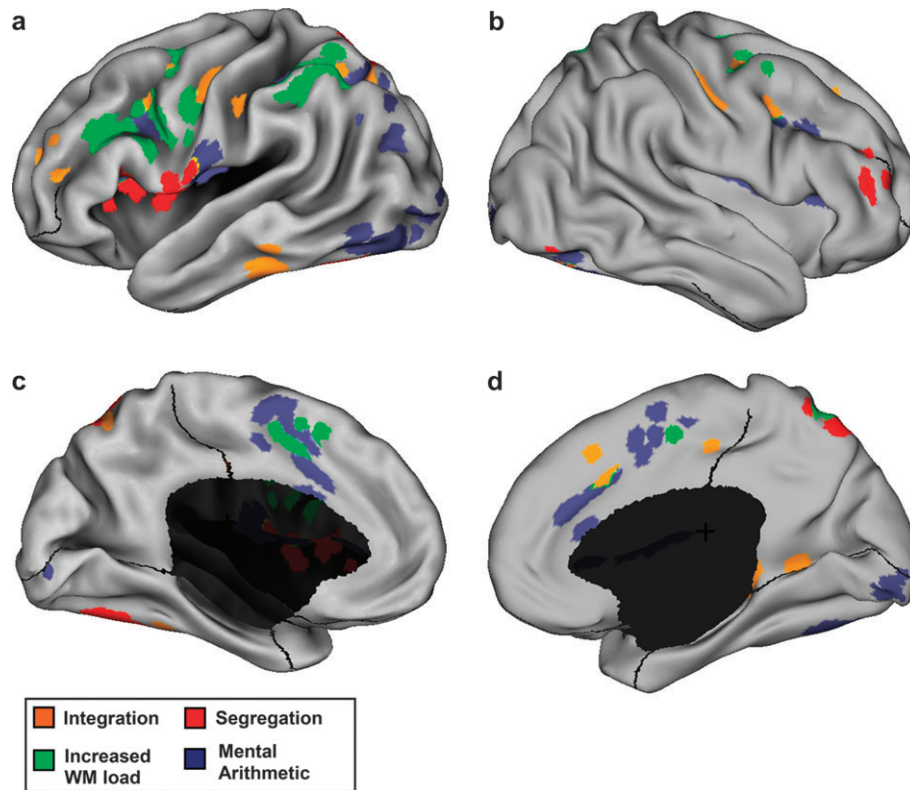 a
b
c
d
Integration
Segregation
Increased
WM load
Mental
Arithmetic